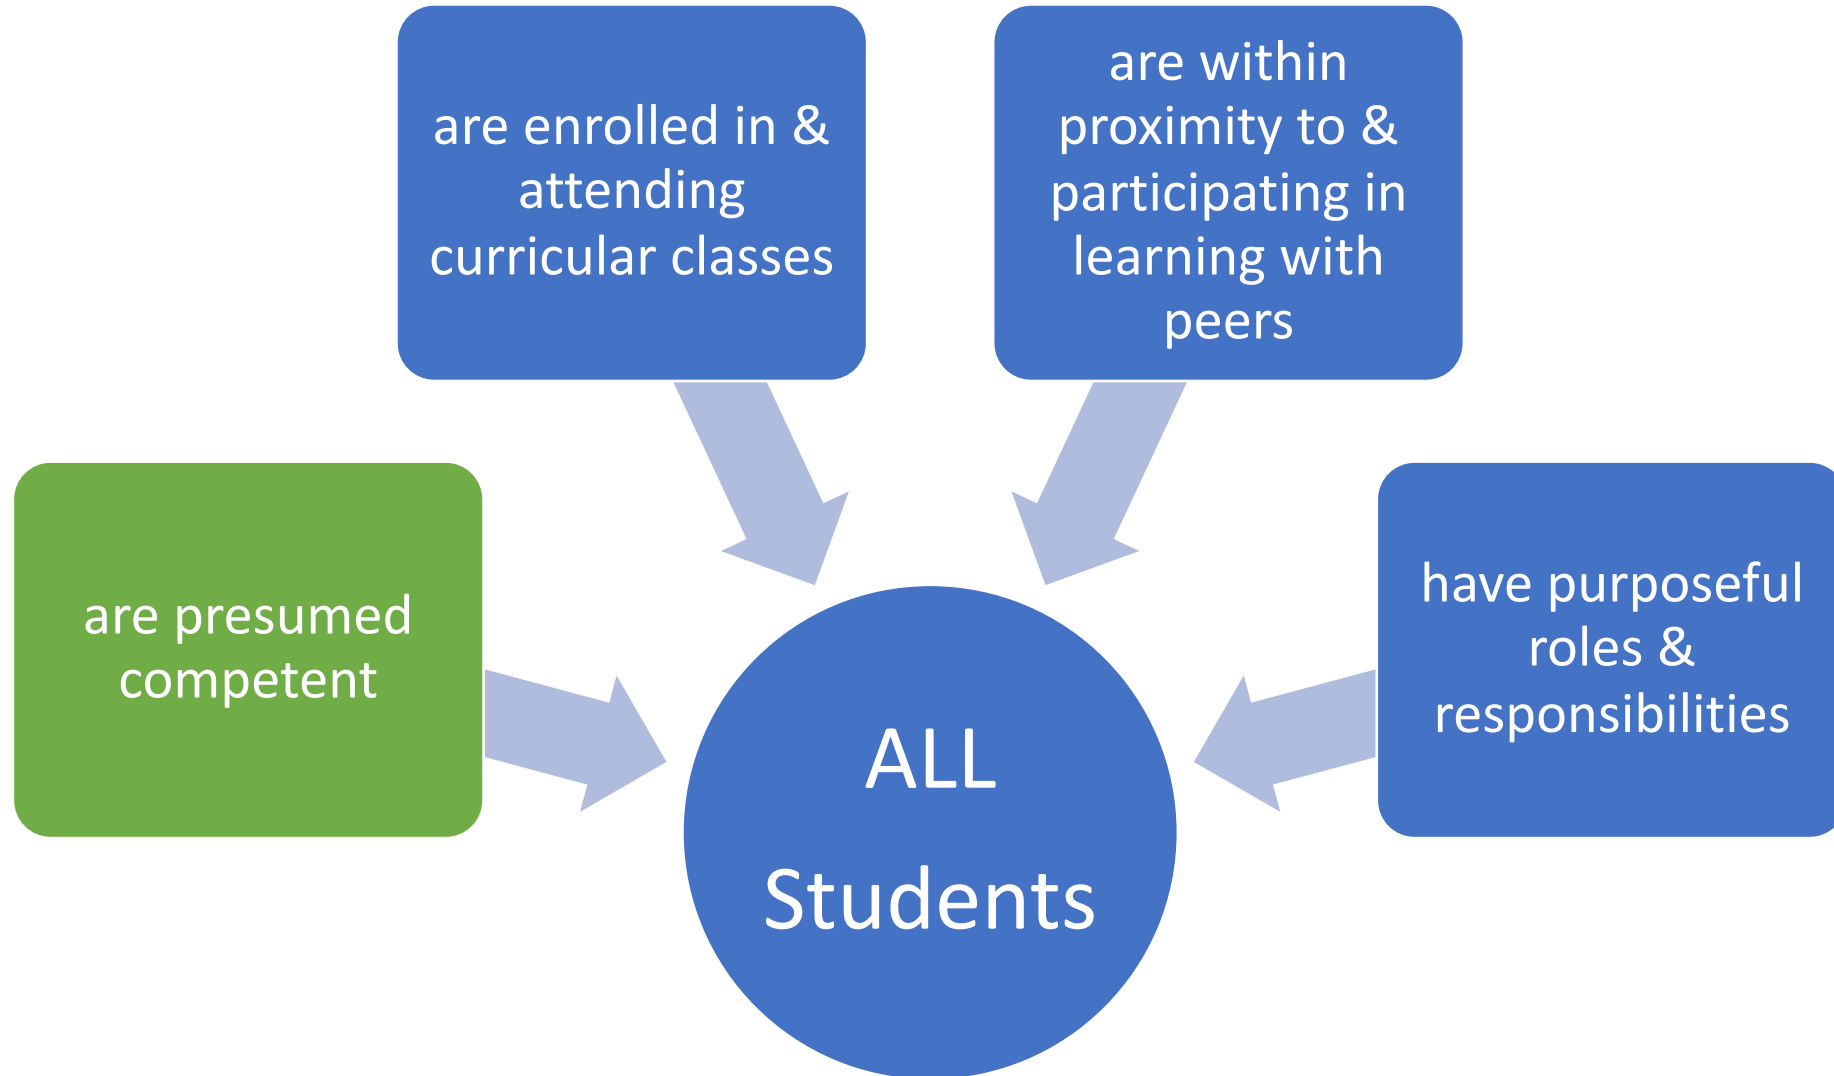 are enrolled in &
attending
curricular classes
are within
proximity to &
participating in
learning with
peers
are presumed
competent
have purposeful
roles &
responsibilities
ALL
Students